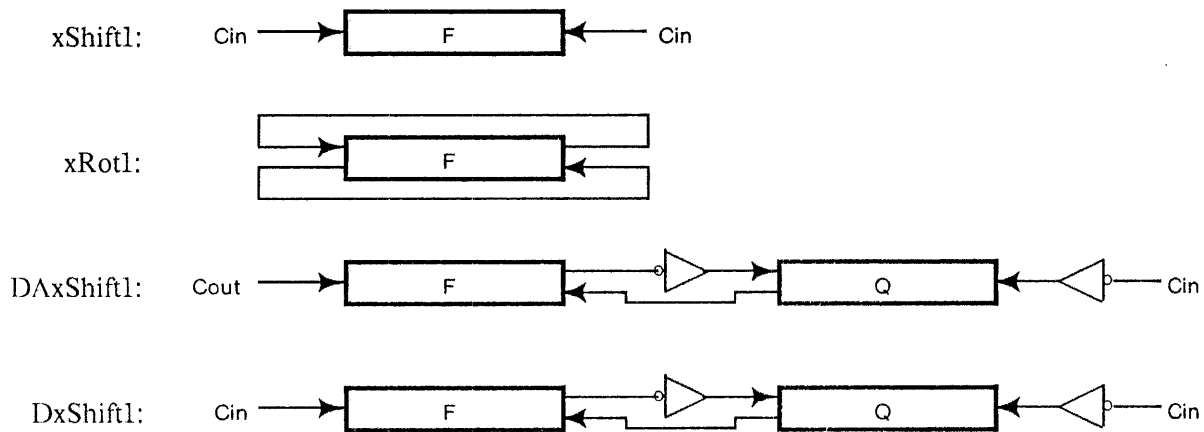 xShift1: Cin F Cin
xRot1: F
DAxShift1: Cout F Q Cin
DxShift1: Cin F Q Cin